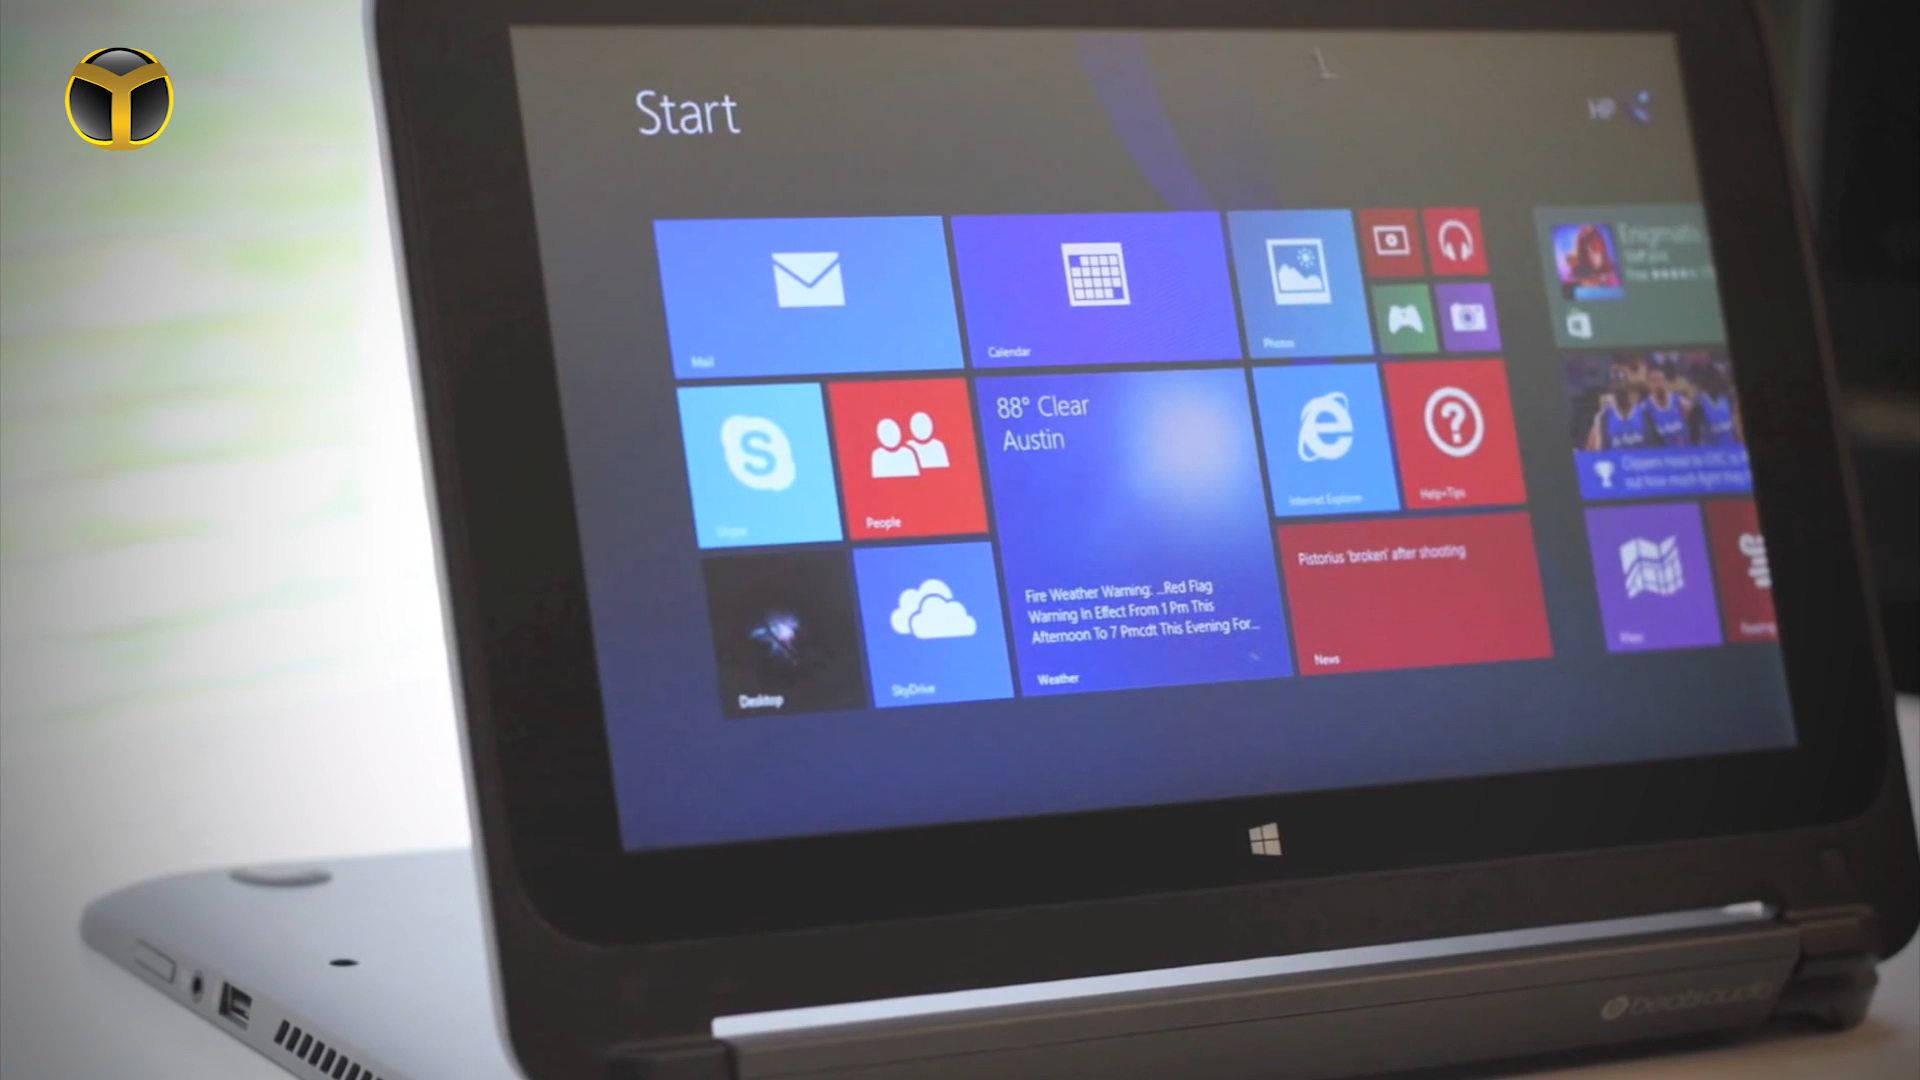 Start
HP
Mail
Calendar
Photos
88° Clear
Austin
Skype
People
Internet Explorer
Help+Tips
Fire Weather Warning: ...Red Flag
Warning In Effect From 1 Pm This
Afternoon To 7 Pmcdt This Evening For...
Weather
Pistorius 'broken' after shooting
News
Desktop
SkyDrive
Maps
beatsaudio